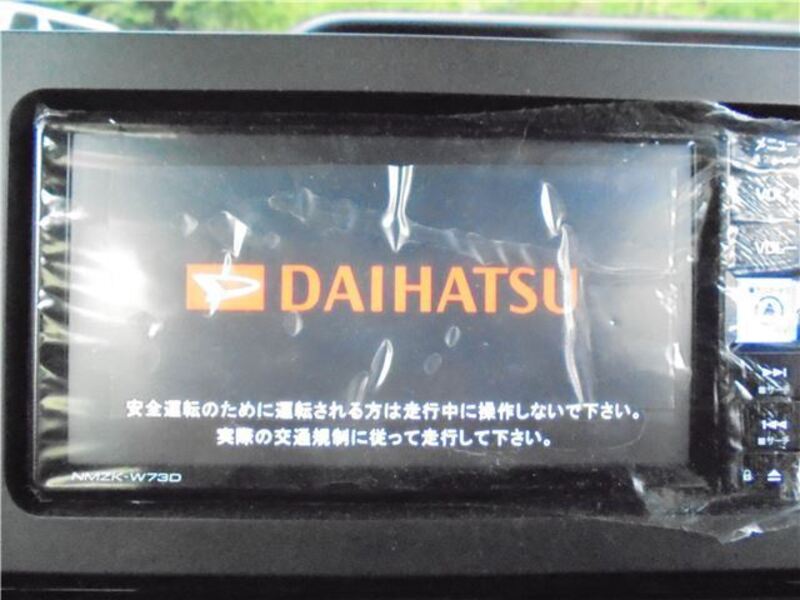 メニュー
VOL-
DAIHATSU
安全運転のために運転される方は走行中に操作しないで下さい。
実際の交通規制に従って走行して下さい。
NMZK-W73D